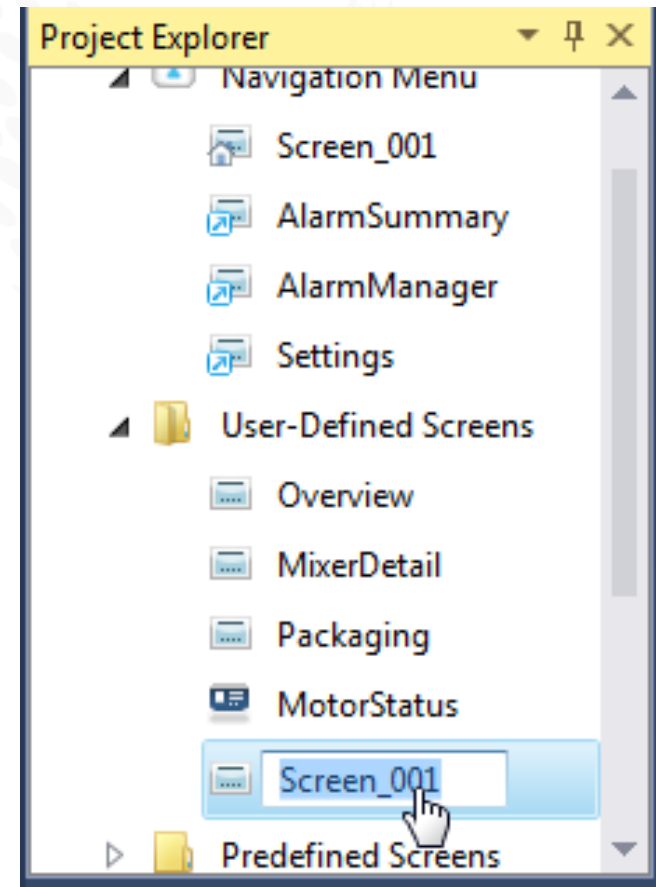 Project Explorer
Navigation Menu
Screen_001
AlarmSummary
AlarmManager
Settings
User-Defined Screens
Overview
MixerDetail
Packaging
MotorStatus
Screen_001
Predefined Screens